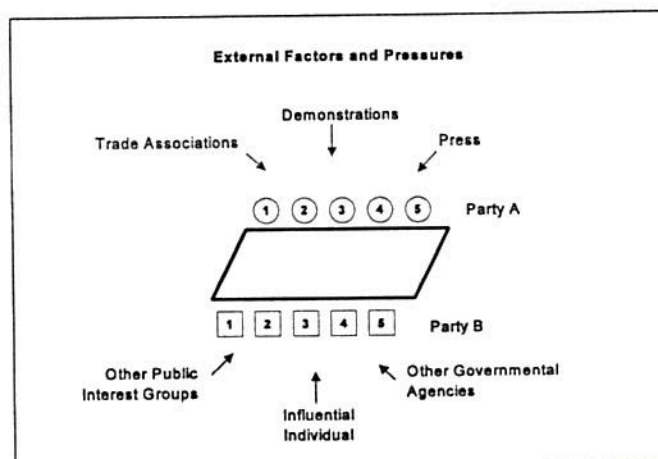 External Factors and Pressures
Demonstrations
Trade Associations
Press
1 2 3 4 5 Party A
1 2 3 4 5 Party B
Other Public
Interest Groups
Other Governmental
Agencies
Influential
Individual